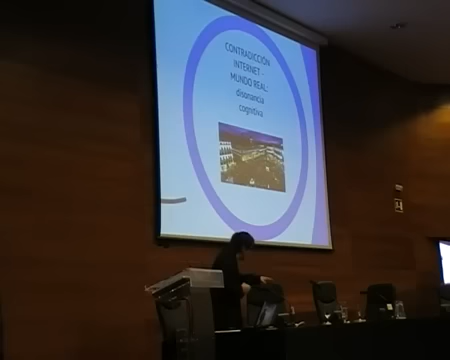 CONTRADICCIÓN
INTERNET -
MUNDO REAL:
disonancia
cognitiva